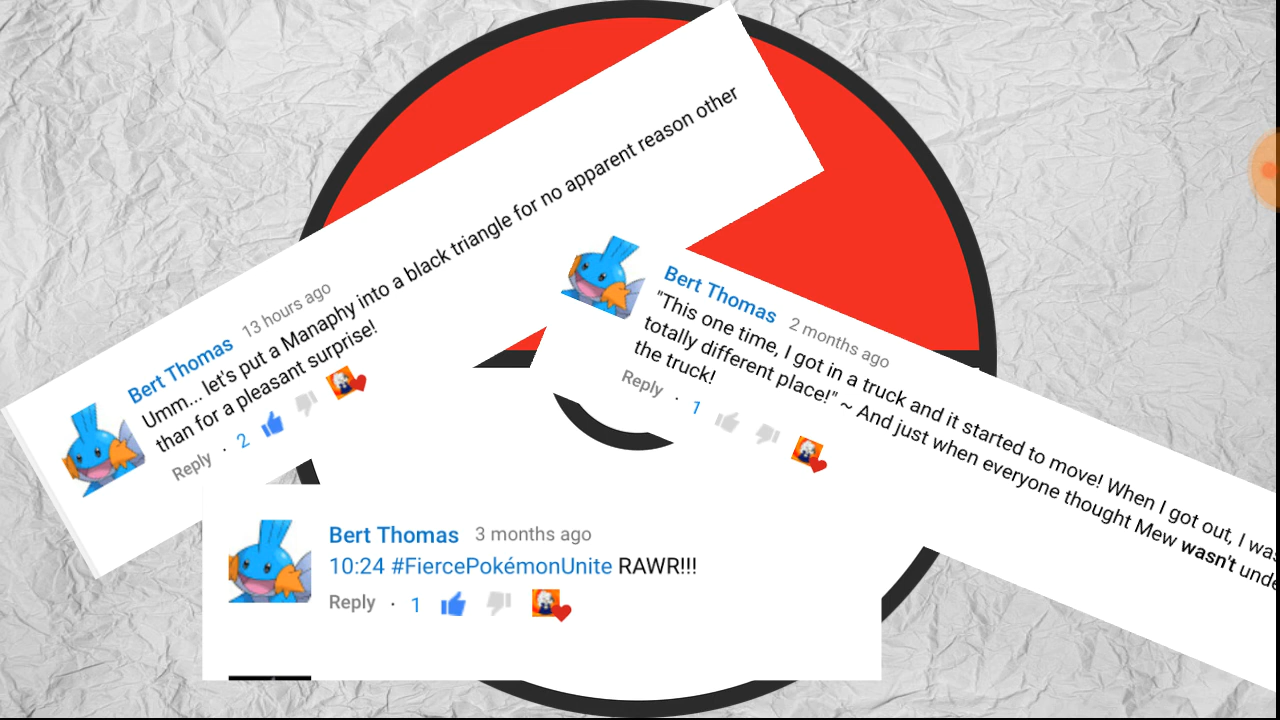 Bert Thomas 13 hours ago
Umm... let's put a Manaphy into a black triangle for no apparent reason other
than for a pleasant surprise!
Reply · 2
Bert Thomas 2 months ago
"This one time, I got in a truck and it started to move! When I got out, I was
totally different place!" ~ And just when everyone thought Mew wasn't unde
the truck!
Reply · 1
Bert Thomas 3 months ago
10:24 #FiercePokémonUnite RAWR!!!
Reply · 1